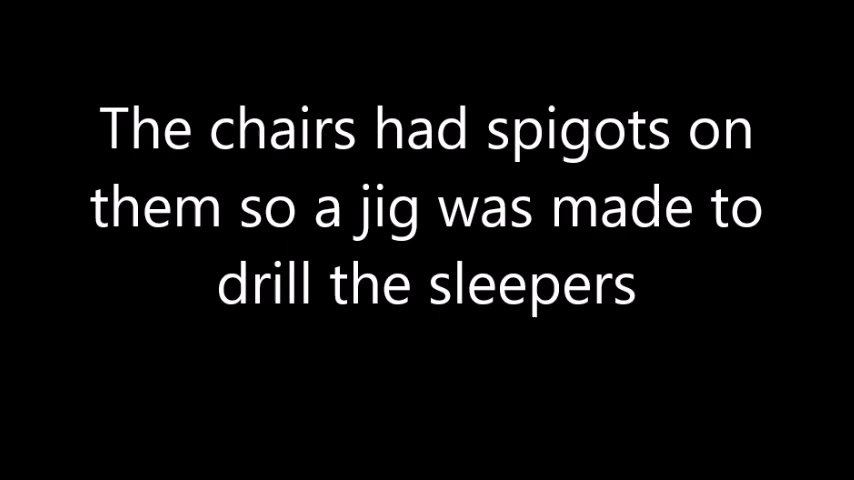 The chairs had spigots on
them so a jig was made to
drill the sleepers